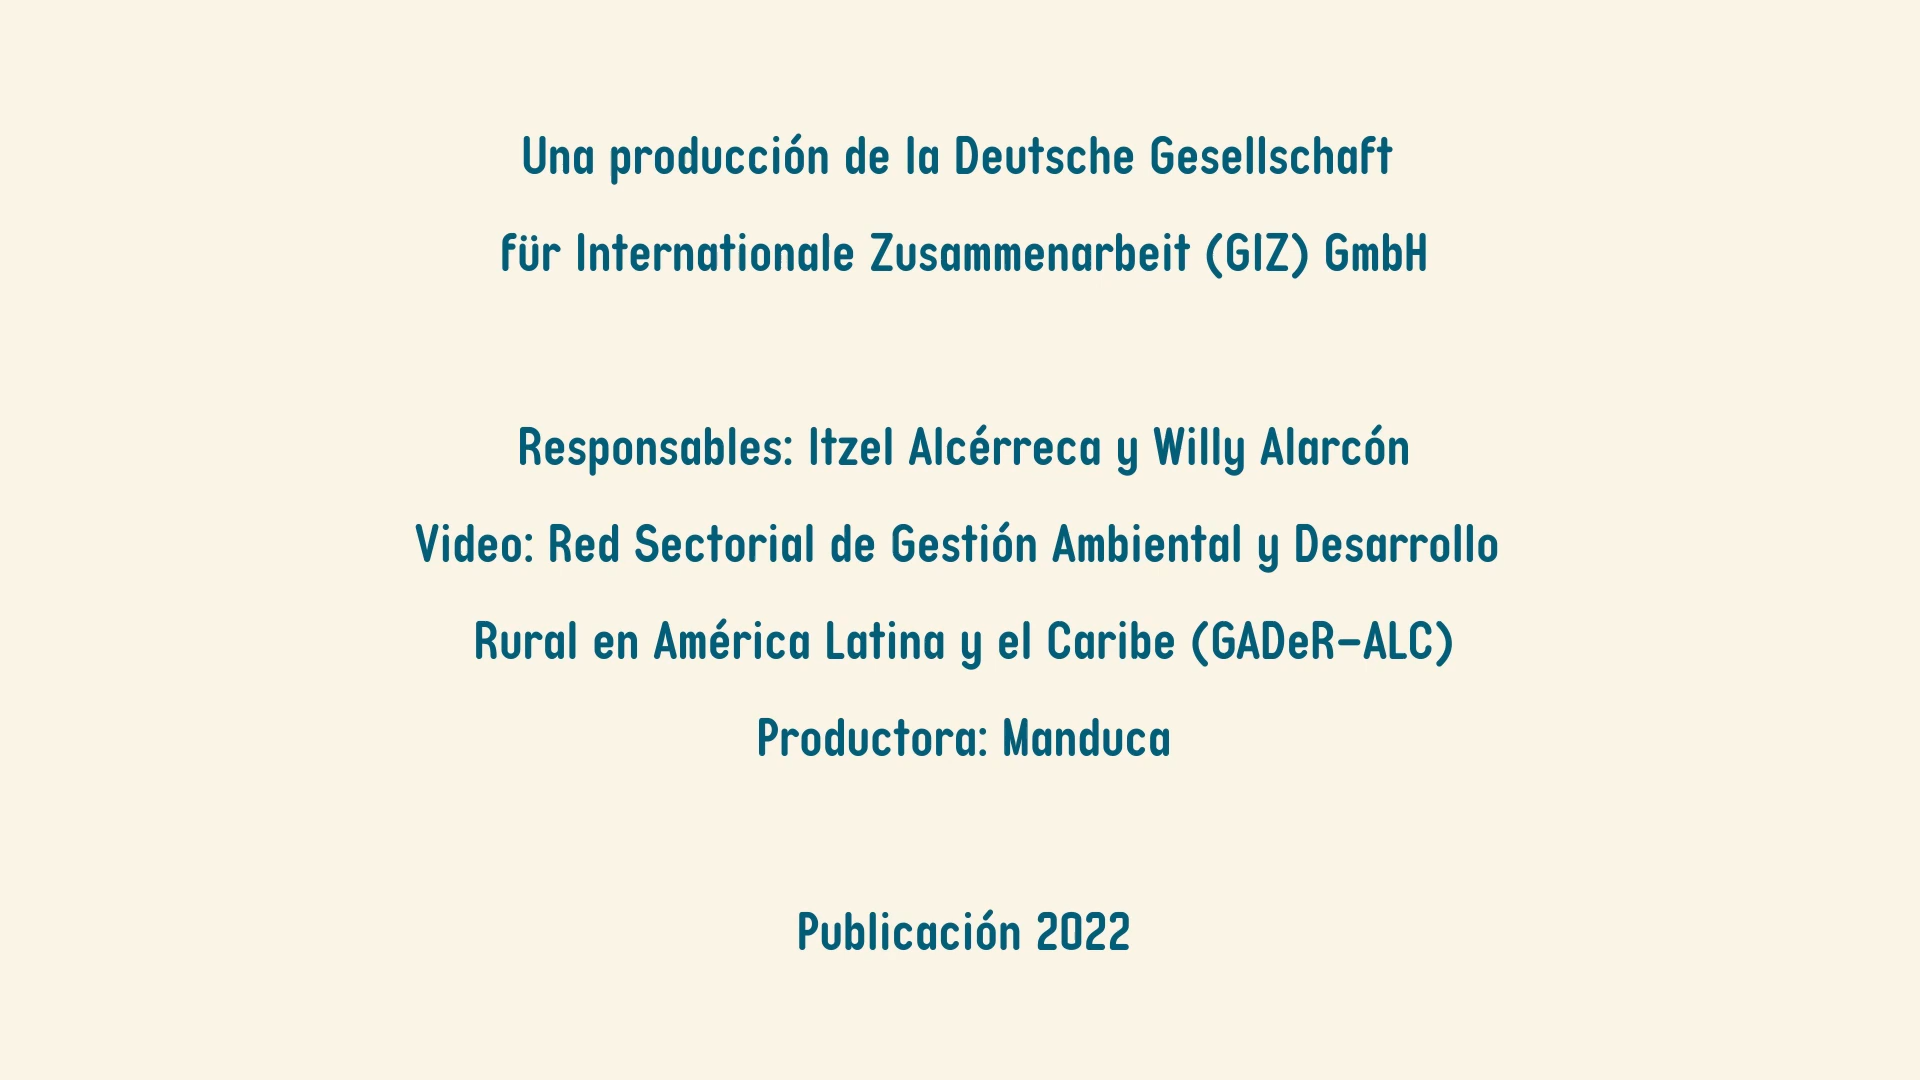 Una producción de la Deutsche Gesellschaft
für Internationale Zusammenarbeit (GIZ) GmbH
Responsables: Itzel Alcérreca y Willy Alarcón
Video: Red Sectorial de Gestión Ambiental y Desarrollo
Rural en América Latina y el Caribe (GADeR-ALC)
Productora: Manduca
Publicación 2022